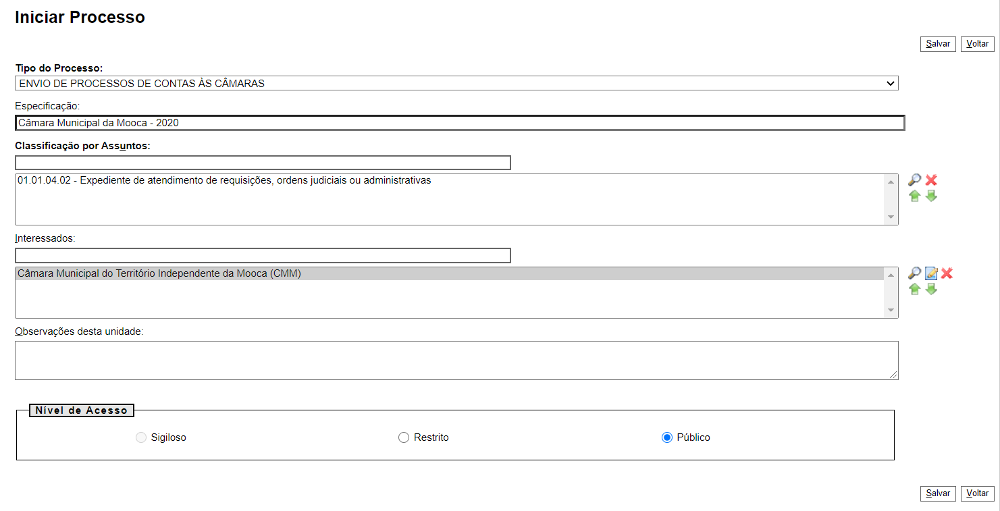 Iniciar Processo
Salvar Voltar
Tipo do Processo:
ENVIO DE PROCESSOS DE CONTAS ÀS CÂMARAS
Especificação:
Câmara Municipal da Mooca - 2020
Classificação por Assuntos:
01.01.04.02 - Expediente de atendimento de requisições, ordens judiciais ou administrativas
Interessados:
Câmara Municipal do Território Independente da Mooca (CMM)
Observações desta unidade:
Nível de Acesso
Sigiloso Restrito Público
Salvar Voltar